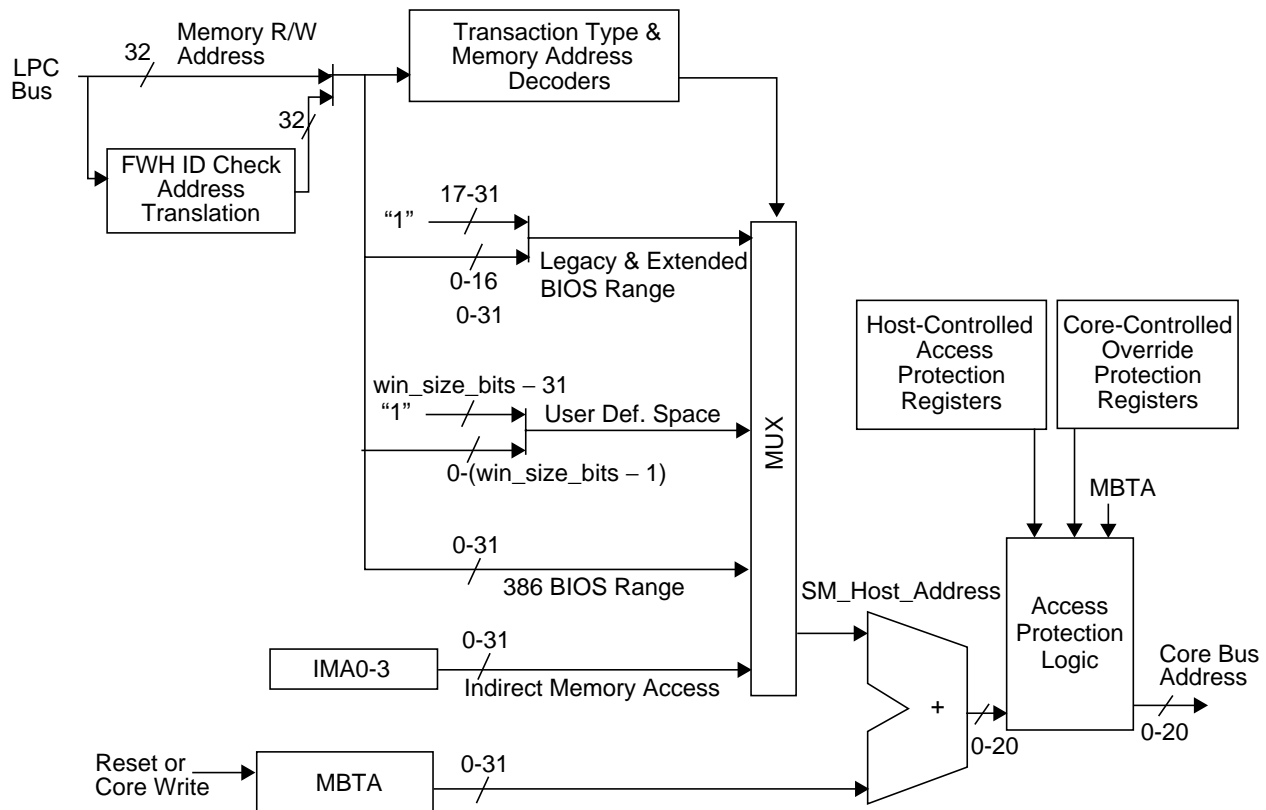 LPC
Bus
32
Memory R/W
Address
32
FWH ID Check
Address
Translation
Transaction Type &
Memory Address
Decoders
17-31
“1”
0-16
0-31
Legacy & Extended
BIOS Range
win_size_bits – 31
“1”
User Def. Space
0-(win_size_bits – 1)
0-31
386 BIOS Range
IMA0-3
0-31
Indirect Memory Access
MUX
Reset or
Core Write
MBTA
0-31
SM_Host_Address
+
0-20
Host-Controlled
Access
Protection
Registers
Core-Controlled
Override
Protection
Registers
MBTA
Access
Protection
Logic
Core Bus
Address
0-20